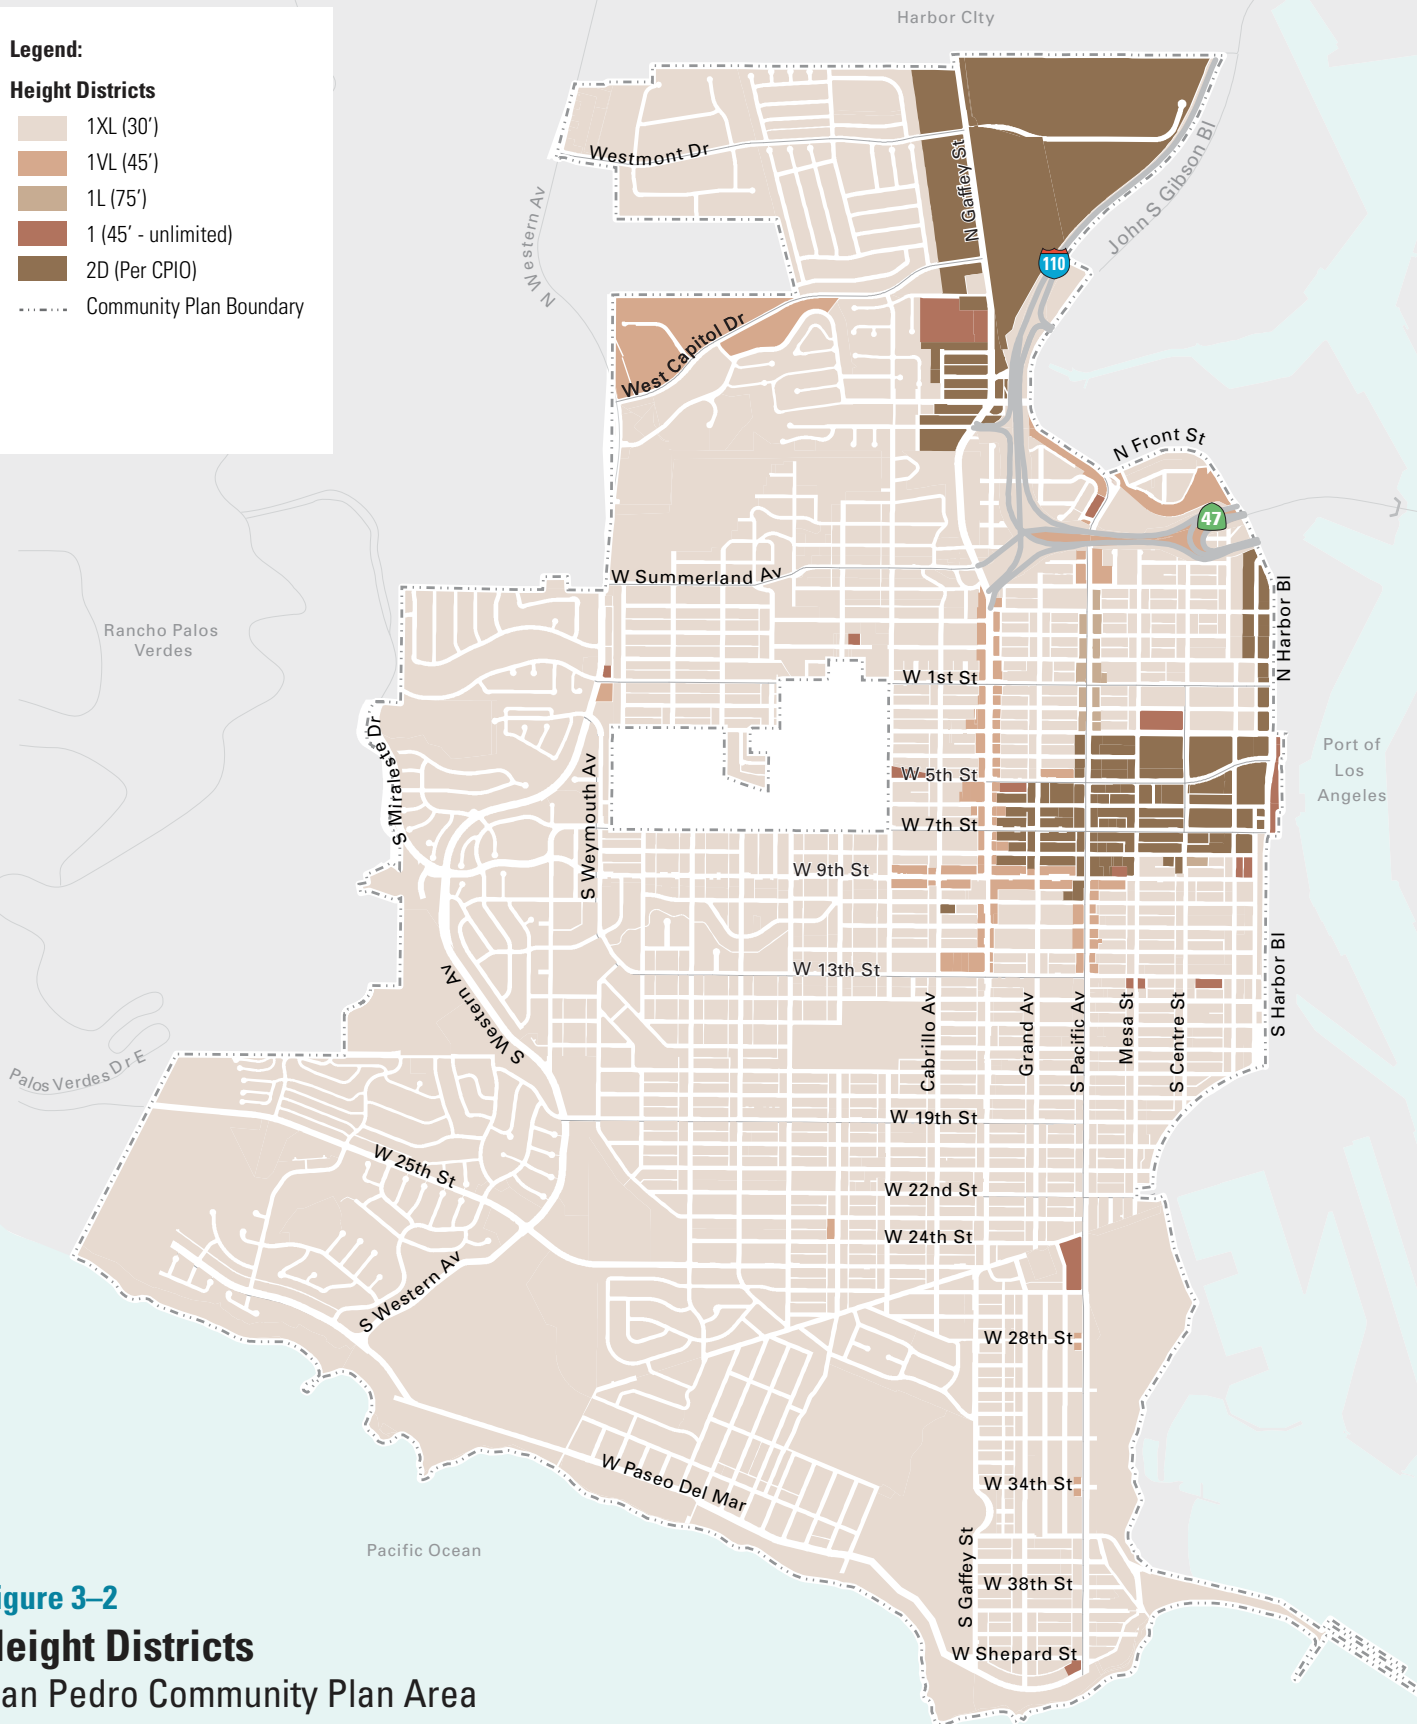 Harbor CIty
Legend:
Height Districts
1XL (30')
1VL (45')
1L (75')
1 (45' - unlimited)
2D (Per CPIO)
Community Plan Boundary
Westmont Dr
N Gaffey St
John S Gibson Bl
N Western Av
110
West Capitol Dr
N Front St
47
W Summerland Av
N Harbor Bl
Rancho Palos
Verdes
W 1st St
S Miraleste Dr
S Weymouth Av
W 5th St
Port of
Los
Angeles
W 7th St
W 9th St
W 13th St
S Western Av
Cabrillo Av
Grand Av
S Pacific Av
Mesa St
S Centre St
S Harbor Bl
Palos Verdes Dr E
W 19th St
W 25th St
W 22nd St
W 24th St
S Western Av
W 28th St
W Paseo Del Mar
W 34th St
Pacific Ocean
S Gaffey St
W 38th St
W Shepard St
igure 3–2
eight Districts
an Pedro Community Plan Area